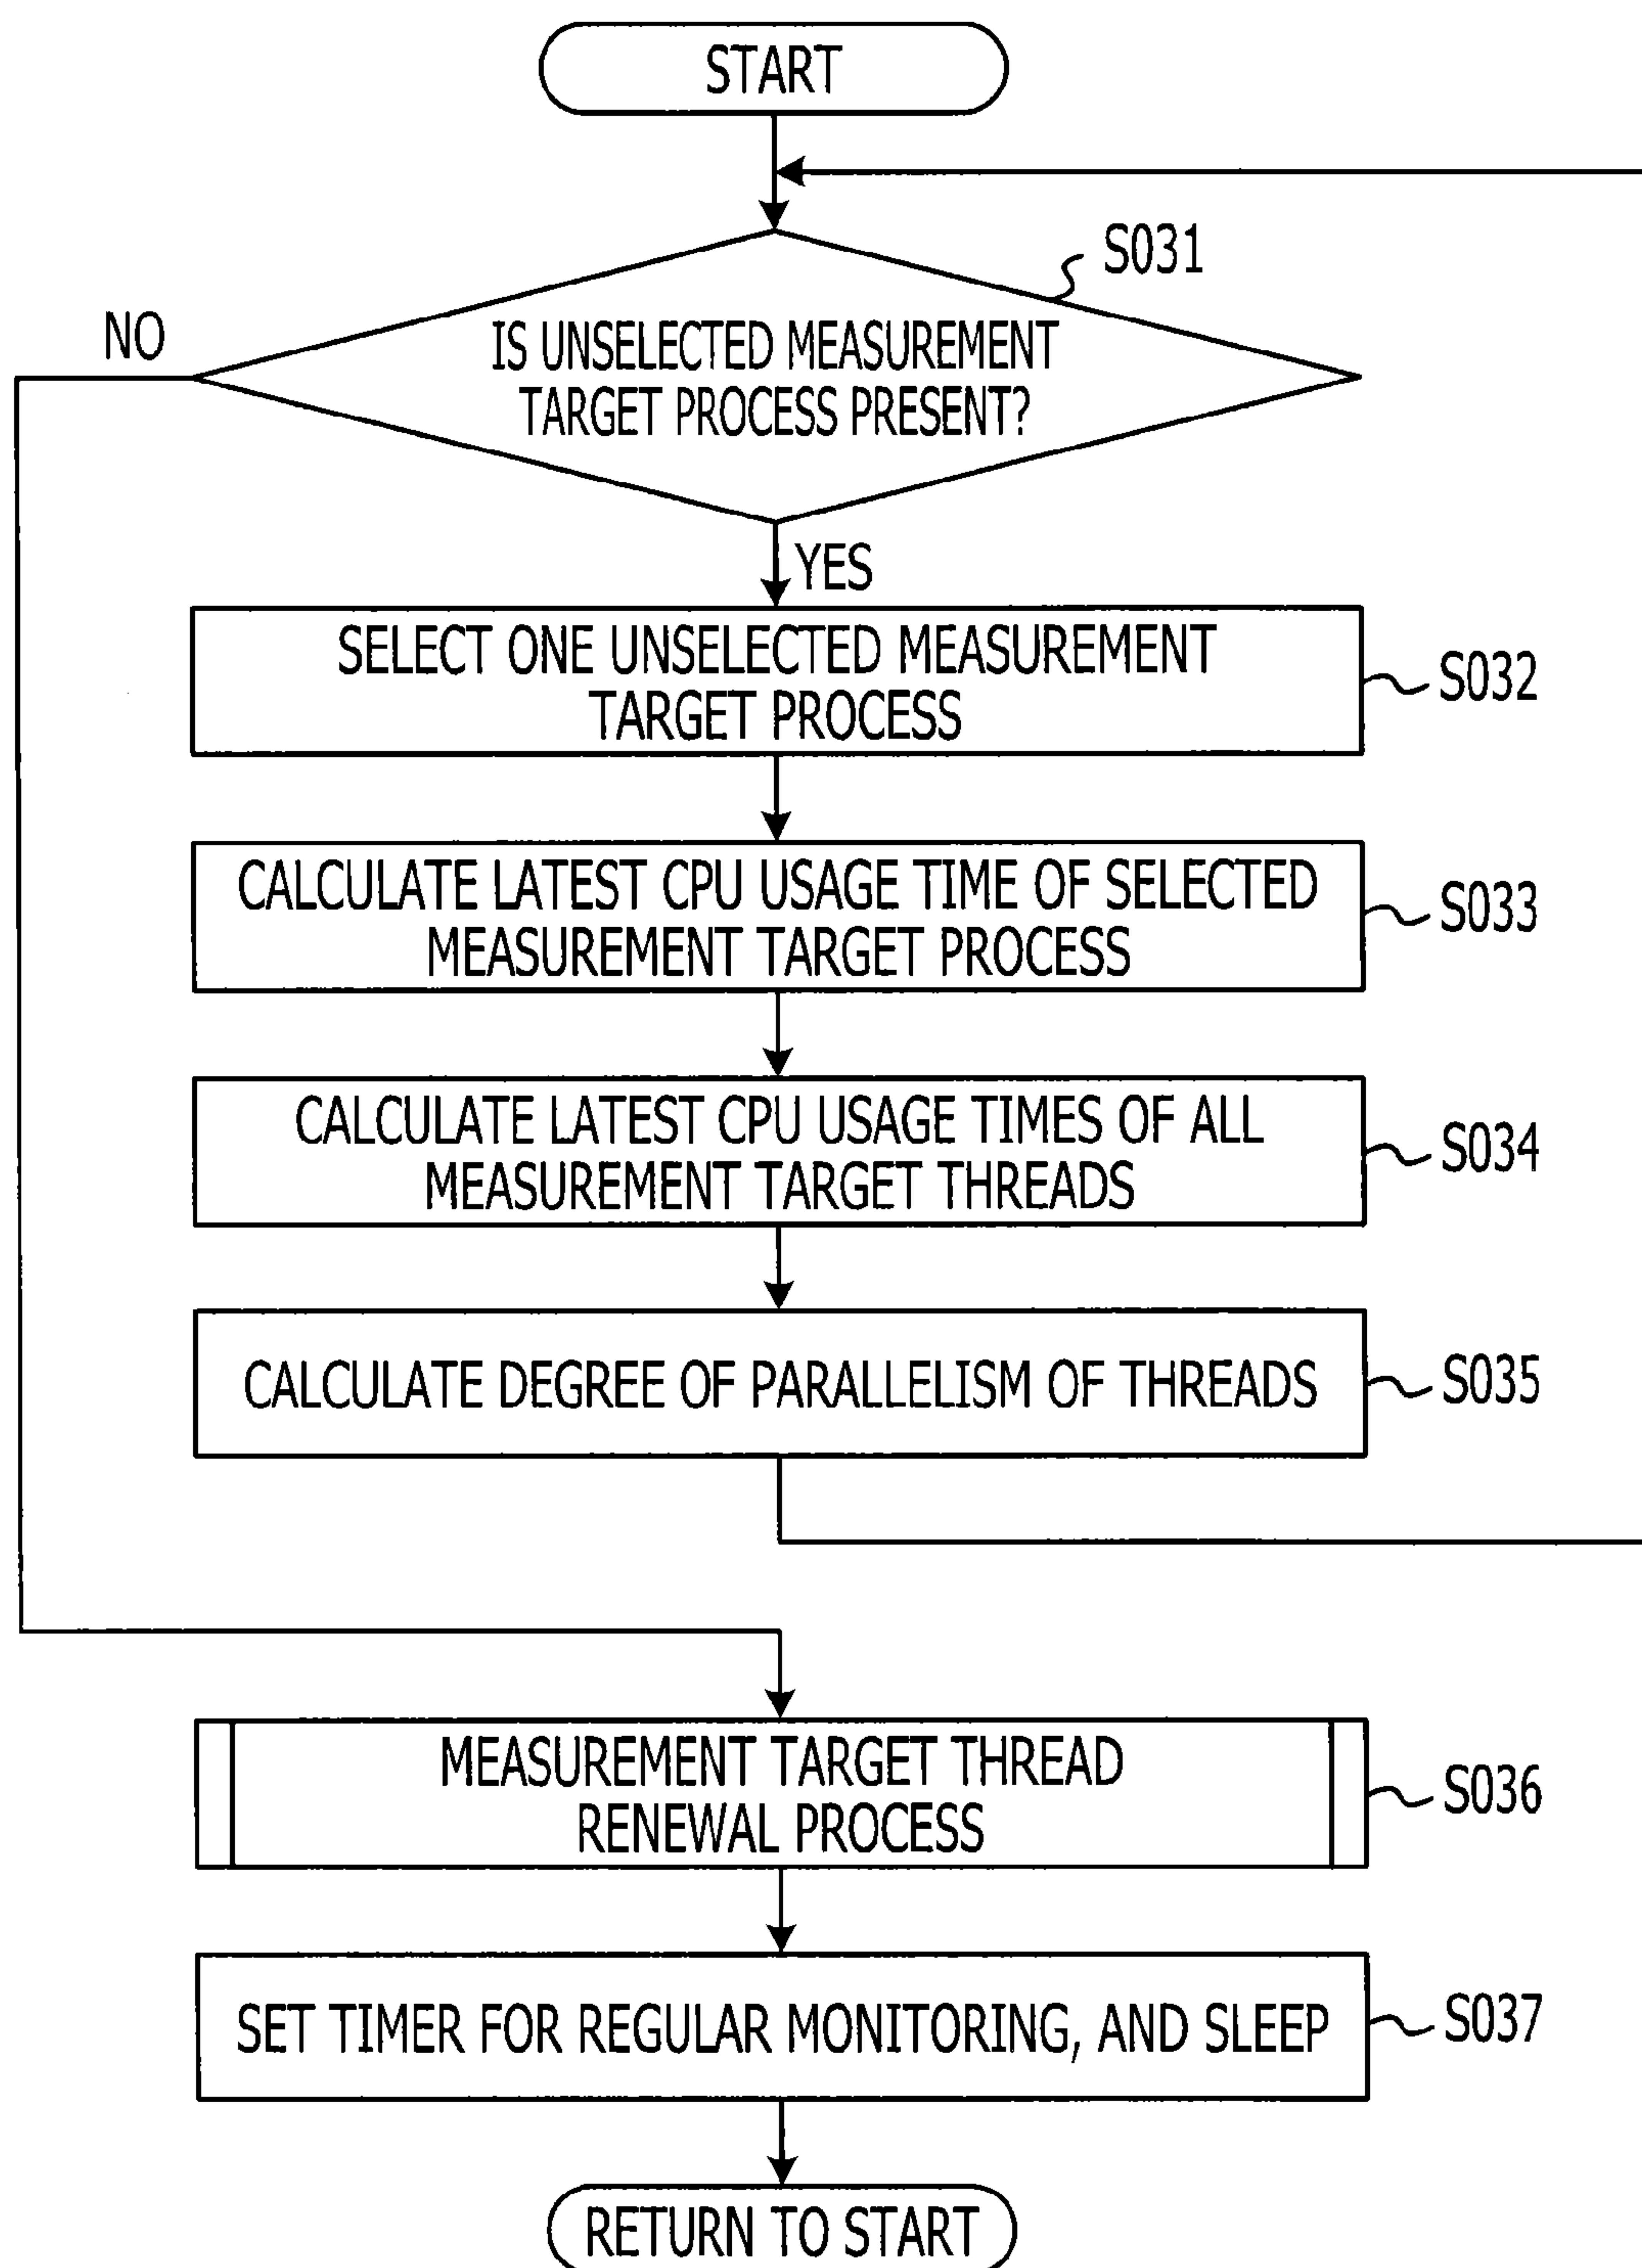 START
S031
NO
IS UNSELECTED MEASUREMENT
TARGET PROCESS PRESENT?
YES
SELECT ONE UNSELECTED MEASUREMENT
TARGET PROCESS
S032
CALCULATE LATEST CPU USAGE TIME OF SELECTED
MEASUREMENT TARGET PROCESS
S033
CALCULATE LATEST CPU USAGE TIMES OF ALL
MEASUREMENT TARGET THREADS
S034
CALCULATE DEGREE OF PARALLELISM OF THREADS
S035
MEASUREMENT TARGET THREAD
RENEWAL PROCESS
S036
SET TIMER FOR REGULAR MONITORING, AND SLEEP
S037
RETURN TO START